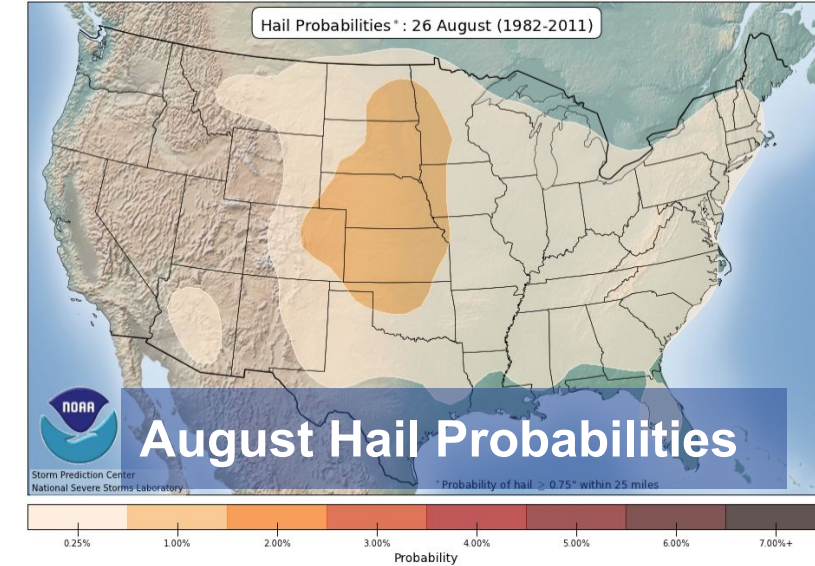 Hail Probabilities*: 26 August (1982-2011)
NOAA
August Hail Probabilities
Storm Prediction Center
National Severe Storms Laboratory
*Probability of hail ≥ 0.75" within 25 miles
0.25% 1.00% 2.00% 3.00% 4.00% 5.00% 6.00% 7.00%+
Probability